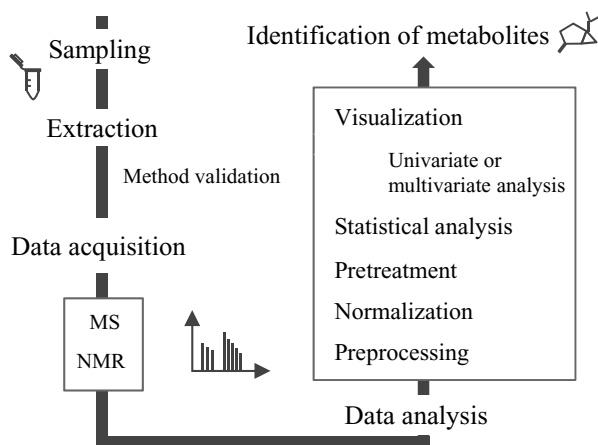 Sampling
Extraction
Method validation
Data acquisition
MS
NMR
Identification of metabolites
Visualization
Univariate or
multivariate analysis
Statistical analysis
Pretreatment
Normalization
Preprocessing
Data analysis